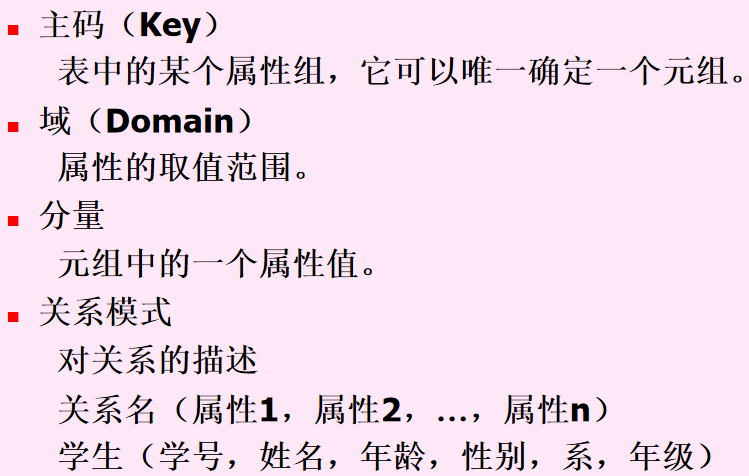 主码（Key）
表中的某个属性组，它可以唯一确定一个元组。
域（Domain）
属性的取值范围。
分量
元组中的一个属性值。
关系模式
对关系的描述
关系名（属性1，属性2，…，属性n）
学生（学号，姓名，年龄，性别，系，年级）